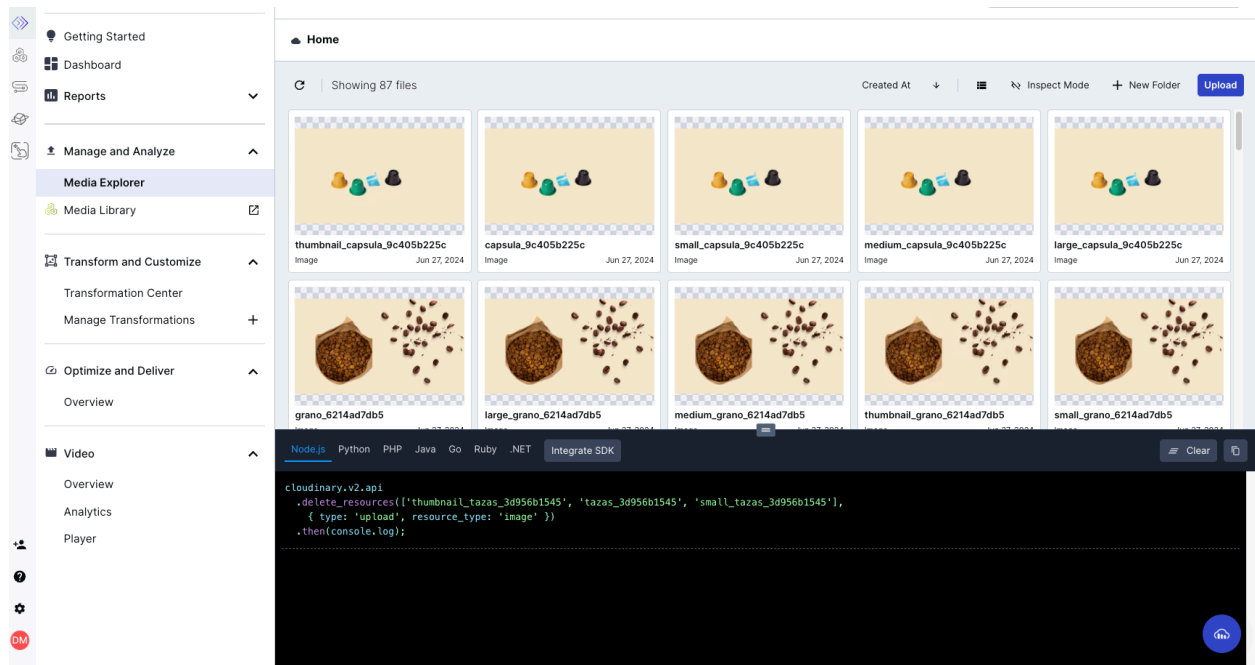 Getting Started
Dashboard
Reports
Manage and Analyze
Media Explorer
Media Library
Transform and Customize
Transformation Center
Manage Transformations
Optimize and Deliver
Overview
Video
Overview
Analytics
Player
DM
Home
Showing 87 files
Created At
Inspect Mode
New Folder
Upload
thumbnail_capsula_9c405b225c
Image Jun 27, 2024
capsula_9c405b225c
Image Jun 27, 2024
small_capsula_9c405b225c
Image Jun 27, 2024
medium_capsula_9c405b225c
Image Jun 27, 2024
large_capsula_9c405b225c
Image Jun 27, 2024
grano_6214ad7db5
large_grano_6214ad7db5
medium_grano_6214ad7db5
thumbnail_grano_6214ad7db5
small_grano_6214ad7db5
Node.js Python PHP Java Go Ruby .NET Integrate SDK
Clear
cloudinary.v2.api
.delete_resources(['thumbnail_tazas_3d956b1545', 'tazas_3d956b1545', 'small_tazas_3d956b1545'],
{ type: 'upload', resource_type: 'image' })
.then(console.log);